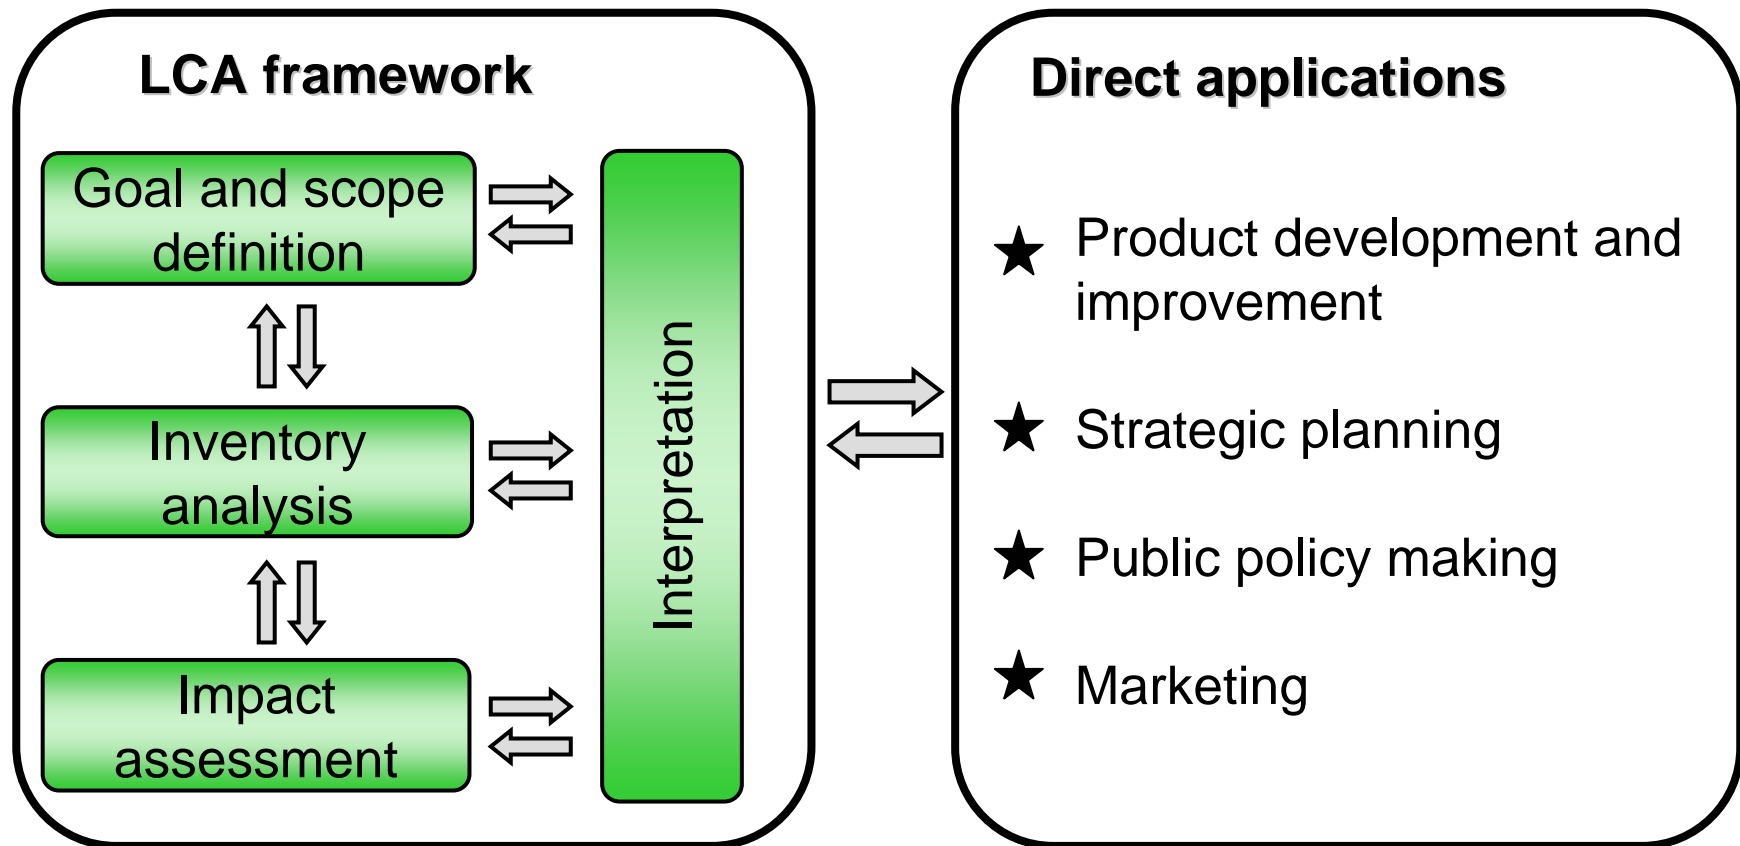 LCA framework
Goal and scope
definition
Inventory
analysis
Impact
assessment
Interpretation
Direct applications
Product development and
improvement
Strategic planning
Public policy making
Marketing